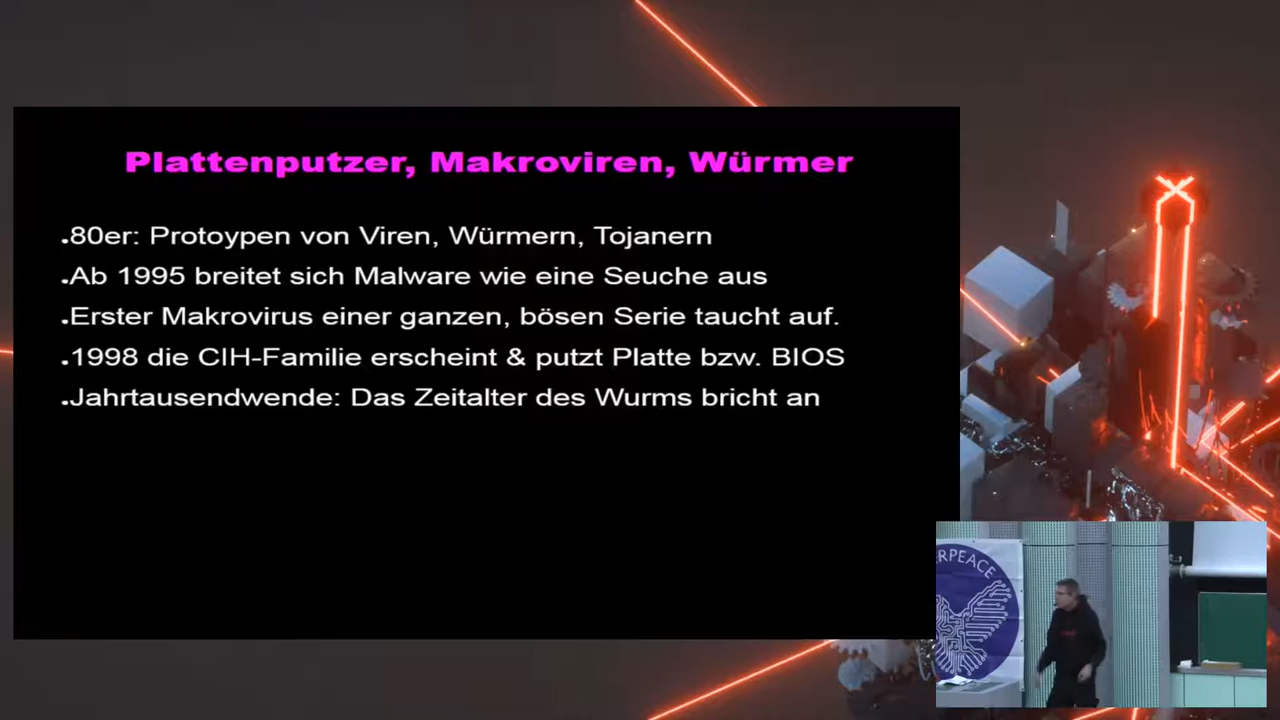 Plattenputzer, Makroviren, Würmer
.80er: Protoypen von Viren, Würmern, Tojanern
.Ab 1995 breitet sich Malware wie eine Seuche aus
.Erster Makrovirus einer ganzen, bösen Serie taucht auf.
.1998 die CIH-Familie erscheint & putzt Platte bzw. BIOS
.Jahrtausendwende: Das Zeitalter des Wurms bricht an
ERPEACE